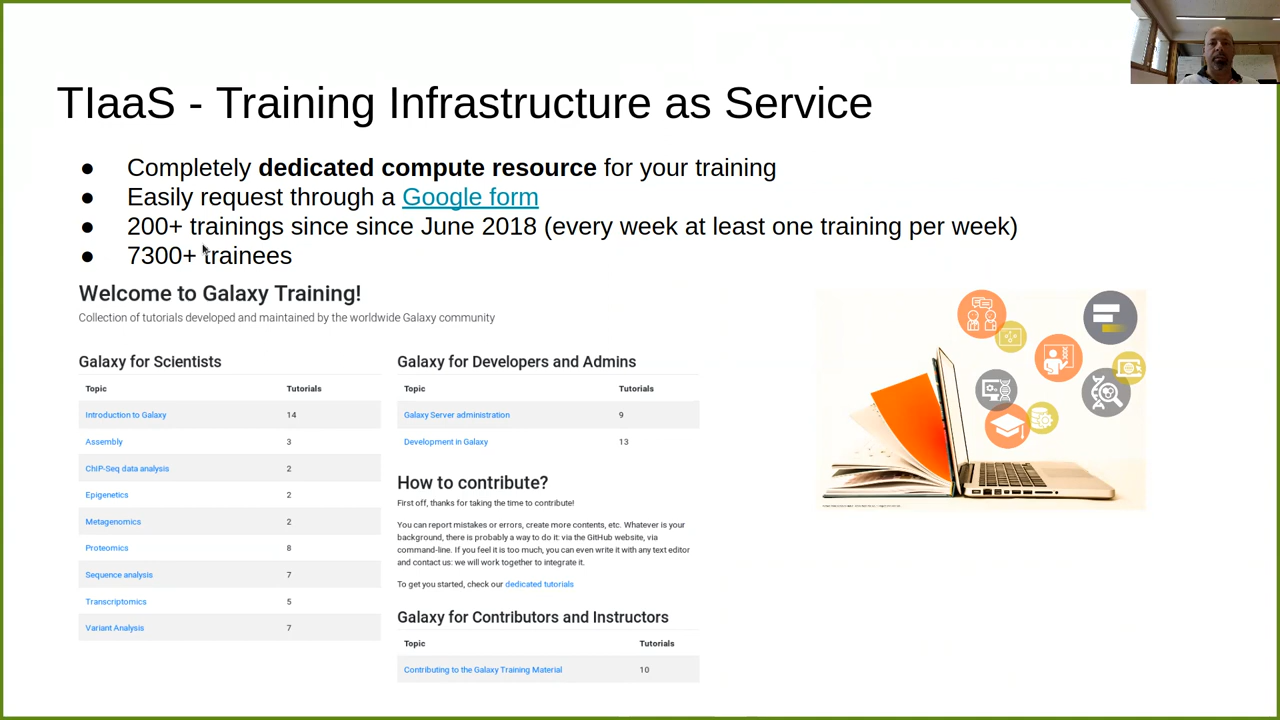 TIaaS - Training Infrastructure as Service
● Completely dedicated compute resource for your training
● Easily request through a Google form
● 200+ trainings since since June 2018 (every week at least one training per week)
● 7300+ trainees
Welcome to Galaxy Training!
Collection of tutorials developed and maintained by the worldwide Galaxy community
Galaxy for Scientists
Topic Tutorials
Introduction to Galaxy 14
Assembly 3
ChIP-Seq data analysis 2
Epigenetics 2
Metagenomics 2
Proteomics 8
Sequence analysis 7
Transcriptomics 5
Variant Analysis 7
Galaxy for Developers and Admins
Topic Tutorials
Galaxy Server administration 9
Development in Galaxy 13
How to contribute?
First off, thanks for taking the time to contribute!
You can report mistakes or errors, create more contents, etc. Whatever is your
background, there is probably a way to do it: via the GitHub website, via
command-line. If you feel it is too much, you can even write it with any text editor
and contact us: we will work together to integrate it.
To get you started, check our dedicated tutorials
Galaxy for Contributors and Instructors
Topic Tutorials
Contributing to the Galaxy Training Material 10